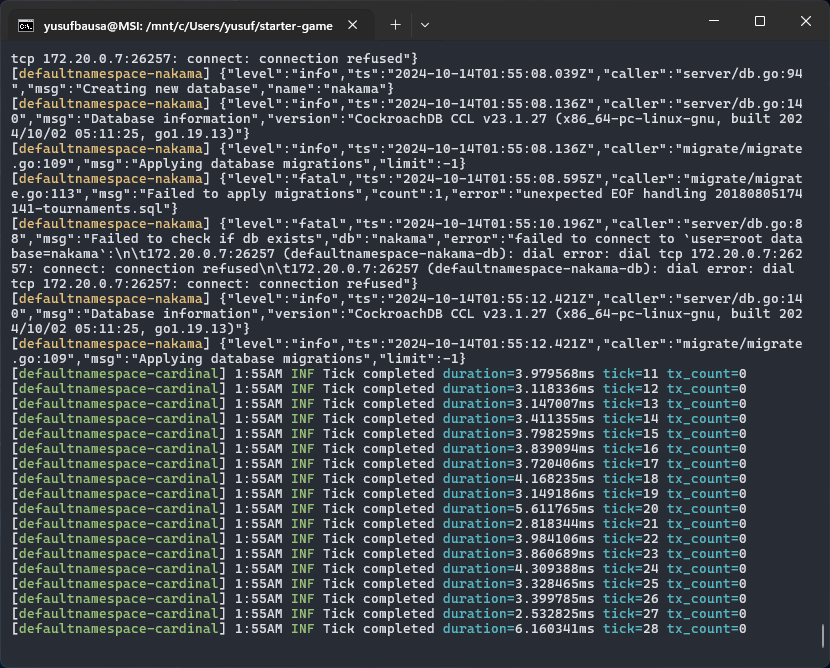 yusufbausa@MSI: /mnt/c/Users/yusuf/starter-game
tcp 172.20.0.7:26257: connect: connection refused"}
[defaultnamespace-nakama] {"level":"info","ts":"2024-10-14T01:55:08.039Z","caller":"server/db.go:94
","msg":"Creating new database","name":"nakama"}
[defaultnamespace-nakama] {"level":"info","ts":"2024-10-14T01:55:08.136Z","caller":"server/db.go:14
0","msg":"Database information","version":"CockroachDB CCL v23.1.27 (x86_64-pc-linux-gnu, built 202
4/10/02 05:11:25, go1.19.13)"}
[defaultnamespace-nakama] {"level":"info","ts":"2024-10-14T01:55:08.136Z","caller":"migrate/migrate
.go:109","msg":"Applying database migrations","limit":-1}
[defaultnamespace-nakama] {"level":"fatal","ts":"2024-10-14T01:55:08.595Z","caller":"migrate/migrat
e.go:113","msg":"Failed to apply migrations","count":1,"error":"unexpected EOF handling 20180805174
141-tournaments.sql"}
[defaultnamespace-nakama] {"level":"fatal","ts":"2024-10-14T01:55:10.196Z","caller":"server/db.go:8
8","msg":"Failed to check if db exists","db":"nakama","error":"failed to connect to `user=root data
base=nakama`:\n\t172.20.0.7:26257 (defaultnamespace-nakama-db): dial error: dial tcp 172.20.0.7:262
57: connect: connection refused\n\t172.20.0.7:26257 (defaultnamespace-nakama-db): dial error: dial
tcp 172.20.0.7:26257: connect: connection refused"}
[defaultnamespace-nakama] {"level":"info","ts":"2024-10-14T01:55:12.421Z","caller":"server/db.go:14
0","msg":"Database information","version":"CockroachDB CCL v23.1.27 (x86_64-pc-linux-gnu, built 202
4/10/02 05:11:25, go1.19.13)"}
[defaultnamespace-nakama] {"level":"info","ts":"2024-10-14T01:55:12.421Z","caller":"migrate/migrate
.go:109","msg":"Applying database migrations","limit":-1}
[defaultnamespace-cardinal] 1:55AM INF Tick completed duration=3.979568ms tick=11 tx_count=0
[defaultnamespace-cardinal] 1:55AM INF Tick completed duration=3.118336ms tick=12 tx_count=0
[defaultnamespace-cardinal] 1:55AM INF Tick completed duration=3.147007ms tick=13 tx_count=0
[defaultnamespace-cardinal] 1:55AM INF Tick completed duration=3.411355ms tick=14 tx_count=0
[defaultnamespace-cardinal] 1:55AM INF Tick completed duration=3.798259ms tick=15 tx_count=0
[defaultnamespace-cardinal] 1:55AM INF Tick completed duration=3.839094ms tick=16 tx_count=0
[defaultnamespace-cardinal] 1:55AM INF Tick completed duration=3.720406ms tick=17 tx_count=0
[defaultnamespace-cardinal] 1:55AM INF Tick completed duration=4.168235ms tick=18 tx_count=0
[defaultnamespace-cardinal] 1:55AM INF Tick completed duration=3.149186ms tick=19 tx_count=0
[defaultnamespace-cardinal] 1:55AM INF Tick completed duration=5.611765ms tick=20 tx_count=0
[defaultnamespace-cardinal] 1:55AM INF Tick completed duration=2.818344ms tick=21 tx_count=0
[defaultnamespace-cardinal] 1:55AM INF Tick completed duration=3.984106ms tick=22 tx_count=0
[defaultnamespace-cardinal] 1:55AM INF Tick completed duration=3.860689ms tick=23 tx_count=0
[defaultnamespace-cardinal] 1:55AM INF Tick completed duration=4.309388ms tick=24 tx_count=0
[defaultnamespace-cardinal] 1:55AM INF Tick completed duration=3.328465ms tick=25 tx_count=0
[defaultnamespace-cardinal] 1:55AM INF Tick completed duration=3.399785ms tick=26 tx_count=0
[defaultnamespace-cardinal] 1:55AM INF Tick completed duration=2.532825ms tick=27 tx_count=0
[defaultnamespace-cardinal] 1:55AM INF Tick completed duration=6.160341ms tick=28 tx_count=0